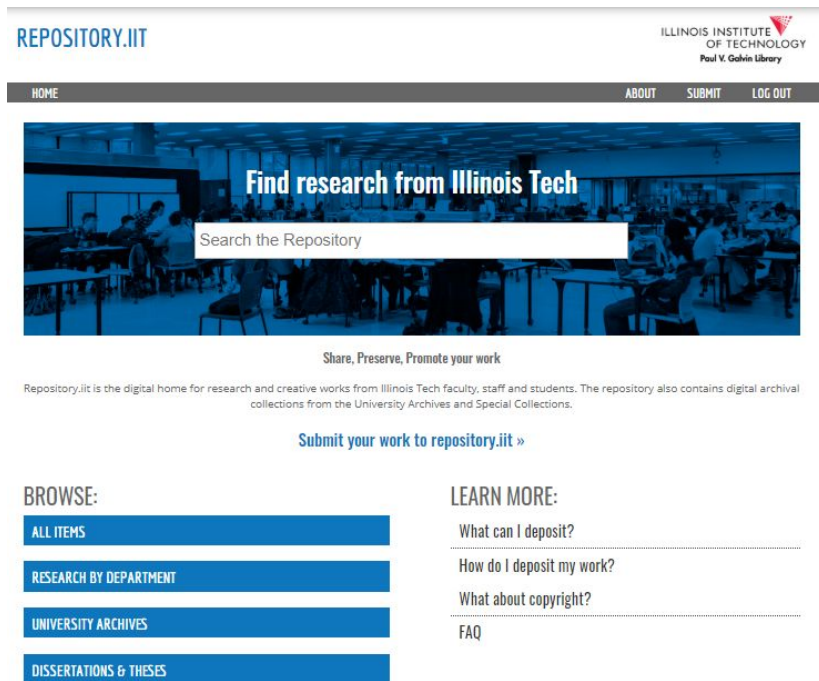 REPOSITORY.IIT
ILLINOIS INSTITUTE
OF TECHNOLOGY
Paul V. Galvin Library
HOME
ABOUT
SUBMIT
LOG OUT
Find research from Illinois Tech
Search the Repository
Share, Preserve, Promote your work
Repository.iit is the digital home for research and creative works from Illinois Tech faculty, staff and students. The repository also contains digital archival
collections from the University Archives and Special Collections.
Submit your work to repository.iit »
BROWSE:
ALL ITEMS
RESEARCH BY DEPARTMENT
UNIVERSITY ARCHIVES
DISSERTATIONS & THESES
LEARN MORE:
What can I deposit?
How do I deposit my work?
What about copyright?
FAQ